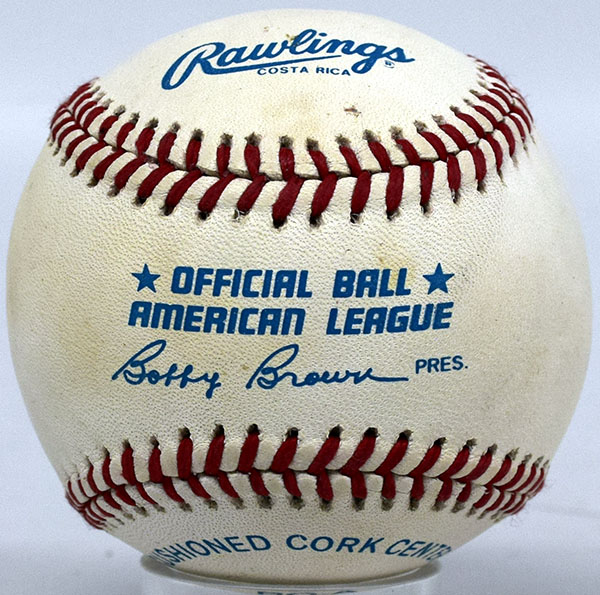 Rawlings ®
COSTA RICA
★ OFFICIAL BALL ★
AMERICAN LEAGUE
Bobby Brown PRES.
SHIONED CORK CENT